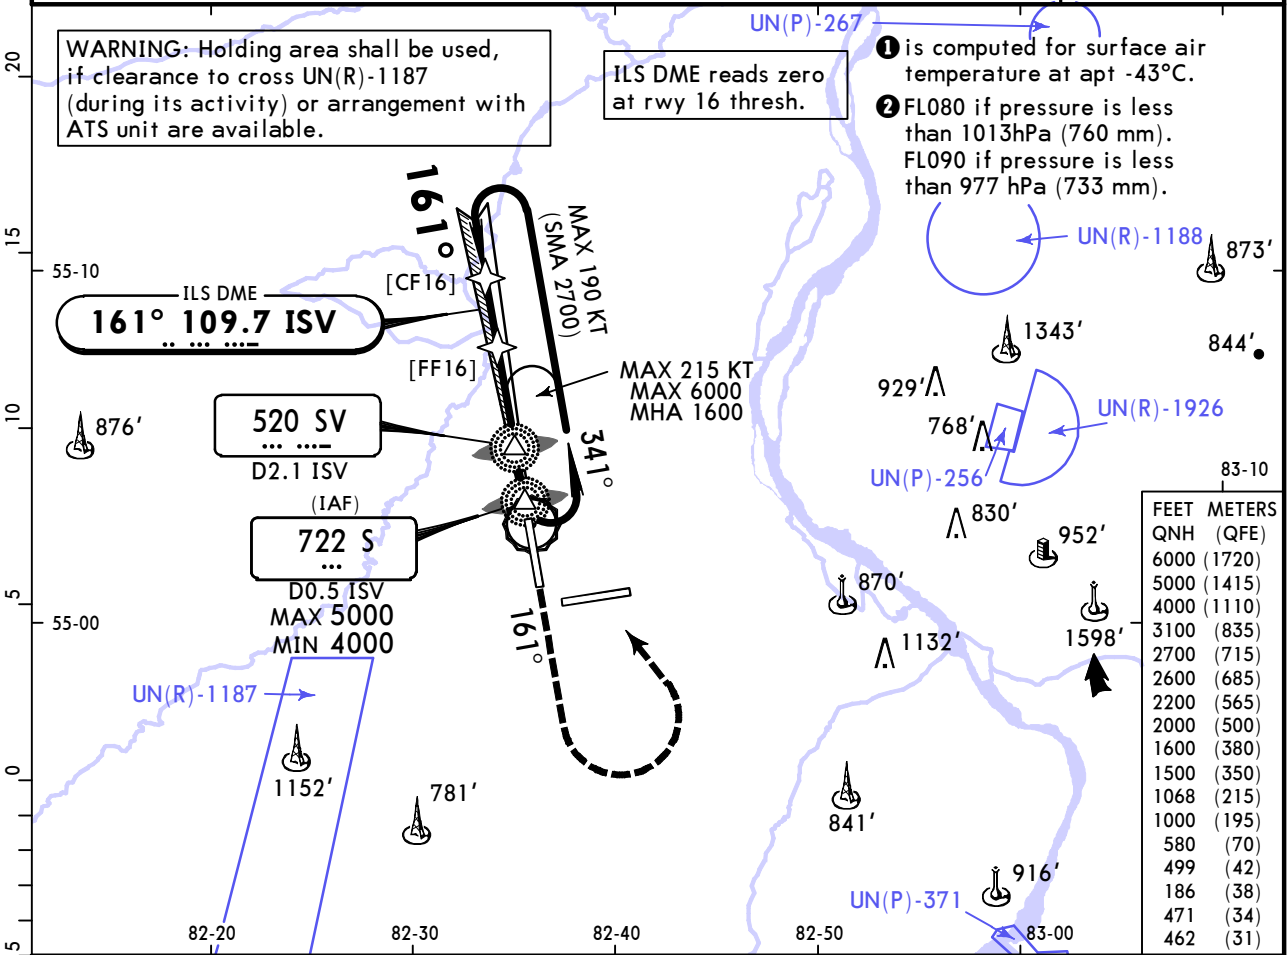 UN(P)-267
WARNING: Holding area shall be used,
if clearance to cross UN(R)-1187
(during its activity) or arrangement with
ATS unit are available.
ILS DME reads zero
at rwy 16 thresh.
1 is computed for surface air
temperature at apt -43°C.
2 FL080 if pressure is less
than 1013hPa (760 mm).
FL090 if pressure is less
than 977 hPa (733 mm).
20
15
10
5
0
5
161°
MAX 190 KT
(SMA 2700)
UN(R)-1188
873'
55-10
[CF16]
ILS DME
161° 109.7 ISV
1343'
844'
[FF16]
MAX 215 KT
MAX 6000
MHA 1600
929'
UN(R)-1926
876'
520 SV
D2.1 ISV
768'
341°
UN(P)-256
83-10
(IAF)
722 S
D0.5 ISV
MAX 5000
MIN 4000
830'
952'
870'
55-00
161°
1132'
1598'
UN(R)-1187
1152'
781'
841'
916'
UN(P)-371
82-20
82-30
82-40
82-50
83-00
FEET METERS
QNH (QFE)
6000 (1720)
5000 (1415)
4000 (1110)
3100 (835)
2700 (715)
2600 (685)
2200 (565)
2000 (500)
1600 (380)
1500 (350)
1068 (215)
1000 (195)
580 (70)
499 (42)
186 (38)
471 (34)
462 (31)